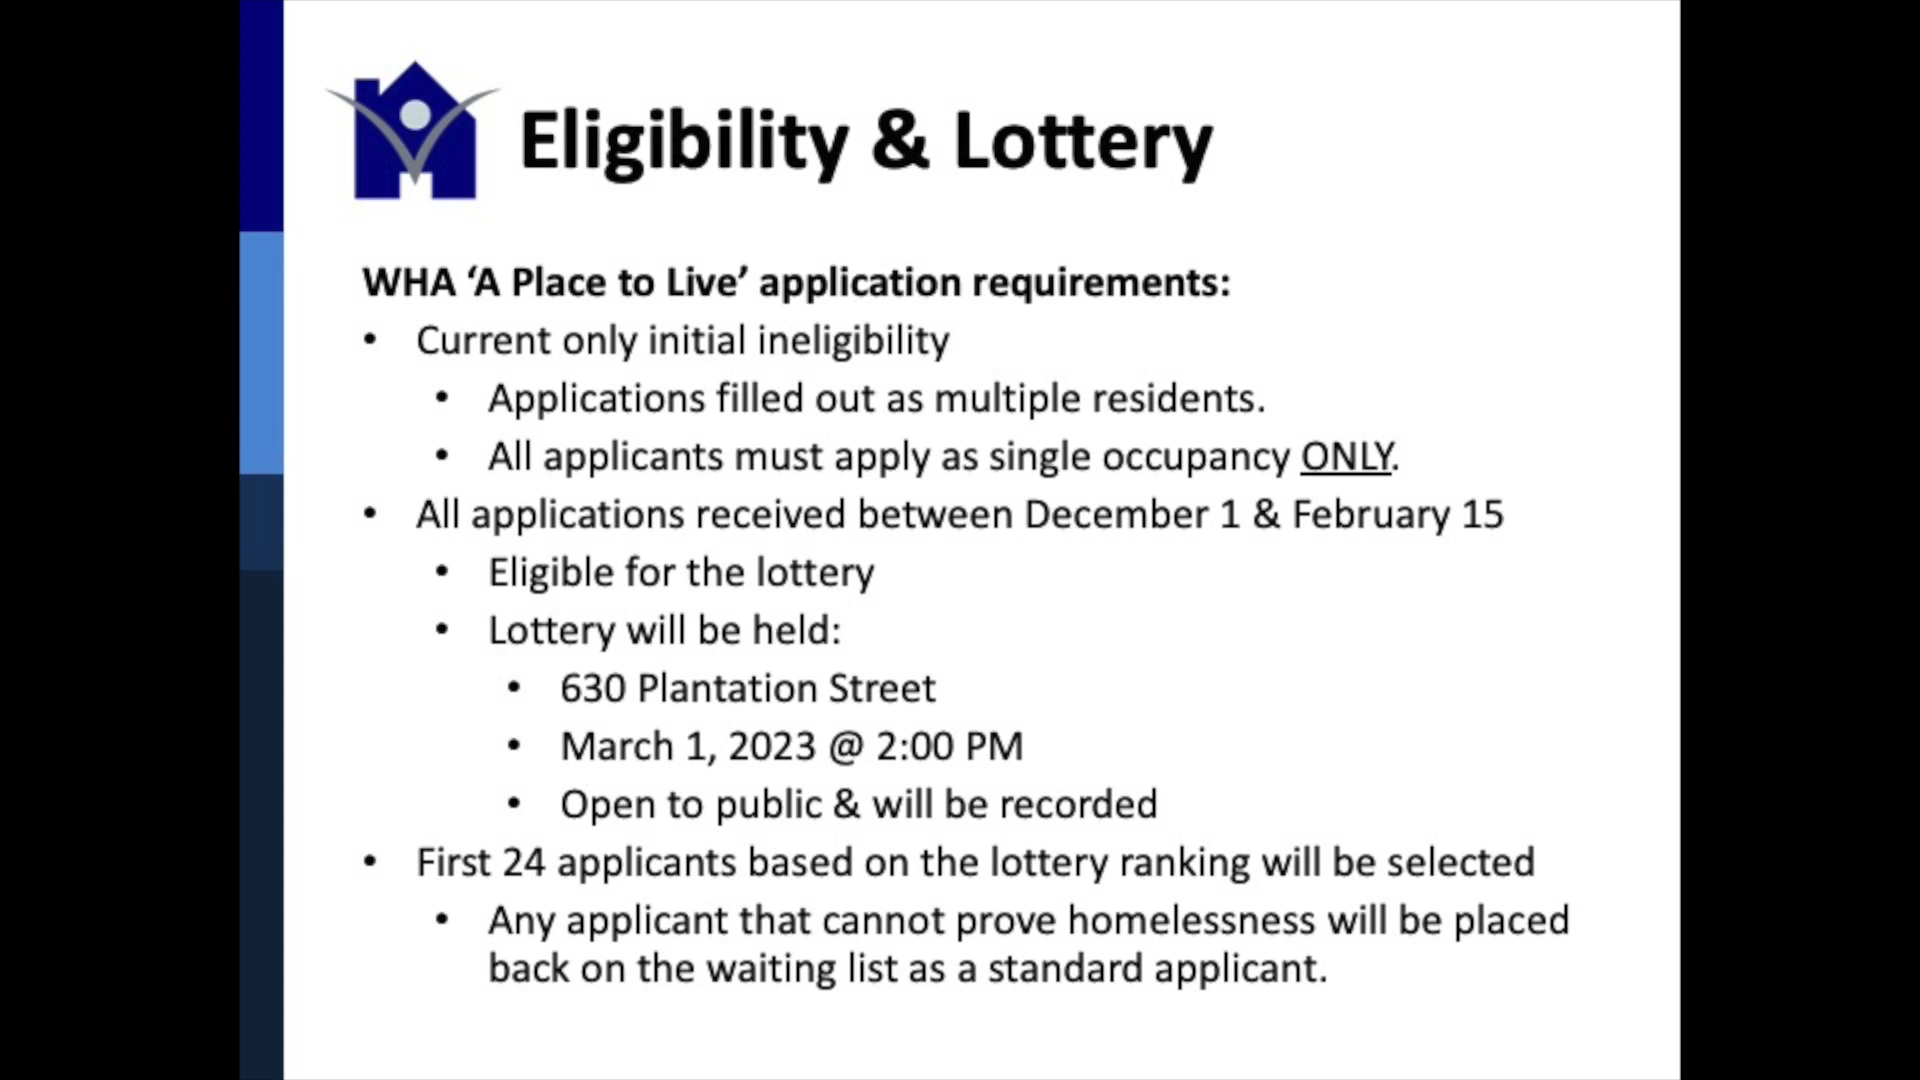 Eligibility & Lottery
WHA ‘A Place to Live’ application requirements:
• Current only initial ineligibility
• Applications filled out as multiple residents.
• All applicants must apply as single occupancy ONLY.
• All applications received between December 1 & February 15
• Eligible for the lottery
• Lottery will be held:
• 630 Plantation Street
• March 1, 2023 @ 2:00 PM
• Open to public & will be recorded
• First 24 applicants based on the lottery ranking will be selected
• Any applicant that cannot prove homelessness will be placed
back on the waiting list as a standard applicant.